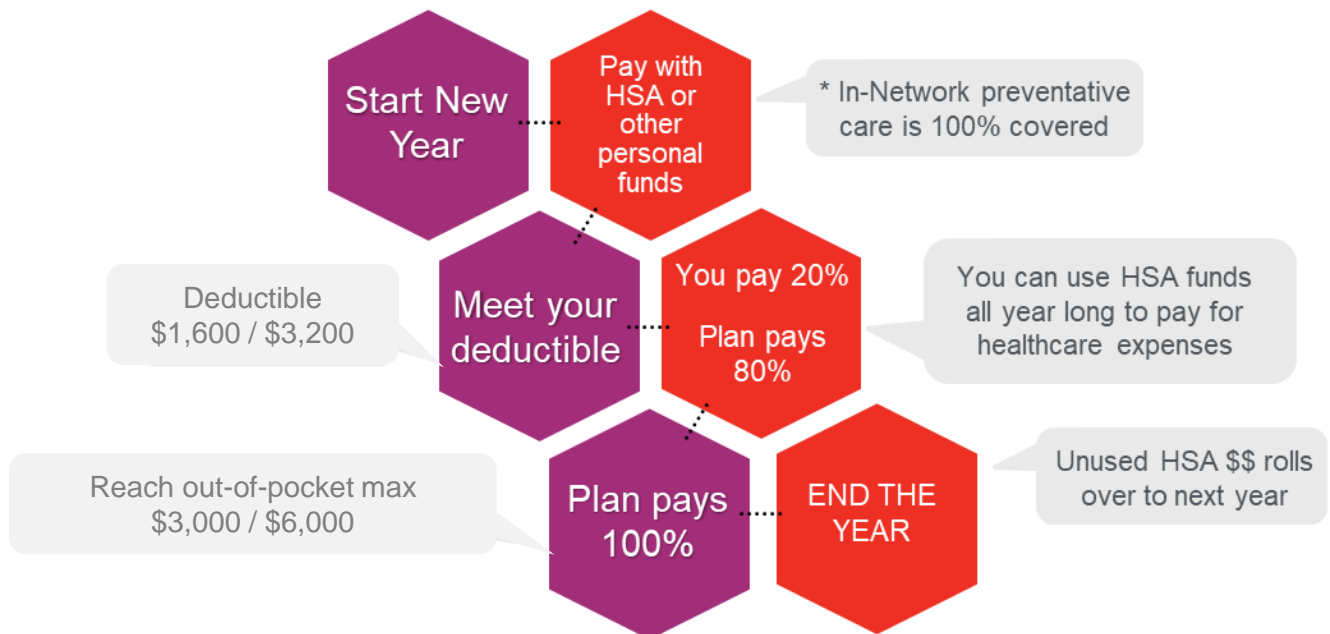 Start New
Year
Pay with
HSA or
other
personal
funds
* In-Network preventative
care is 100% covered
Deductible
$1,600 / $3,200
Meet your
deductible
You pay 20%
Plan pays
80%
You can use HSA funds
all year long to pay for
healthcare expenses
Reach out-of-pocket max
$3,000 / $6,000
Plan pays
100%
END THE
YEAR
Unused HSA $$ rolls
over to next year